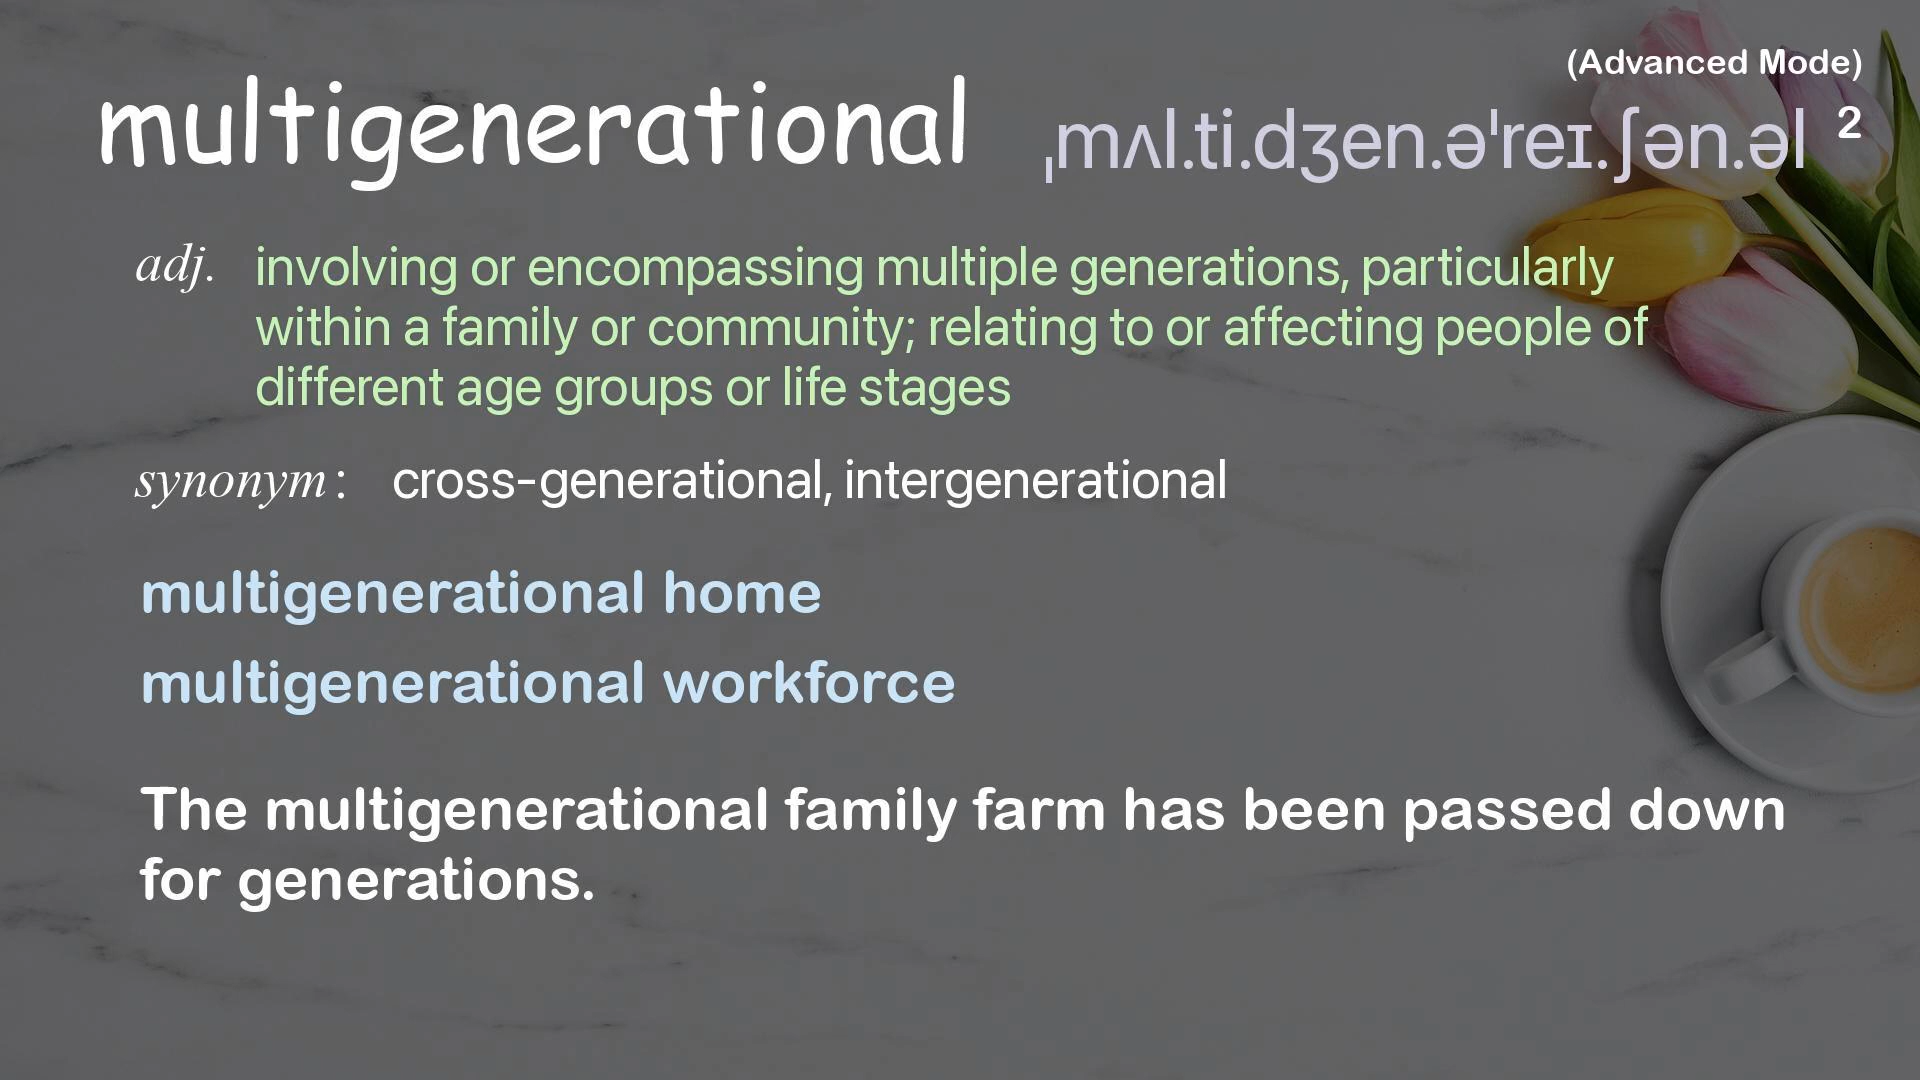 (Advanced Mode)
multigenerational ˌmʌl.ti.dʒen.əˈreɪ.ʃən.əl 2
adj. involving or encompassing multiple generations, particularly
within a family or community; relating to or affecting people of
different age groups or life stages
synonym: cross-generational, intergenerational
multigenerational home
multigenerational workforce
The multigenerational family farm has been passed down
for generations.